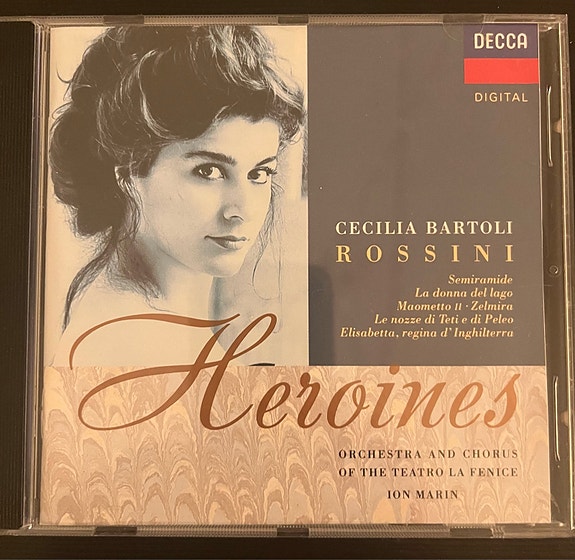 DECCA
DIGITAL
CECILIA BARTOLI
ROSSINI
Semiramide
La donna del lago
Maometto II · Zelmira
Le nozze di Teti e di Peleo
Elisabetta, regina d'Inghilterra
Heroines
ORCHESTRA AND CHORUS
OF THE TEATRO LA FENICE
ION MARIN